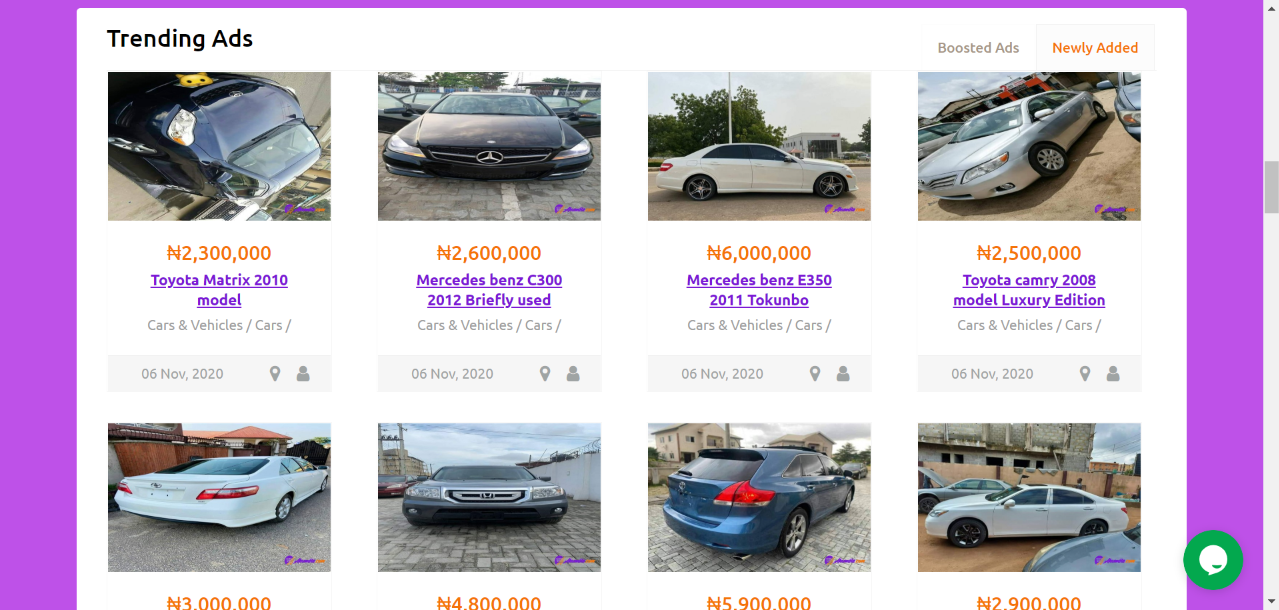 Trending Ads
Boosted Ads
Newly Added
₦2,300,000
Toyota Matrix 2010
model
Cars & Vehicles / Cars /
06 Nov, 2020
₦2,600,000
Mercedes benz C300
2012 Briefly used
Cars & Vehicles / Cars /
06 Nov, 2020
₦6,000,000
Mercedes benz E350
2011 Tokunbo
Cars & Vehicles / Cars /
06 Nov, 2020
₦2,500,000
Toyota camry 2008
model Luxury Edition
Cars & Vehicles / Cars /
06 Nov, 2020
₦3,000,000
₦4,800,000
₦5,900,000
₦2,900,000